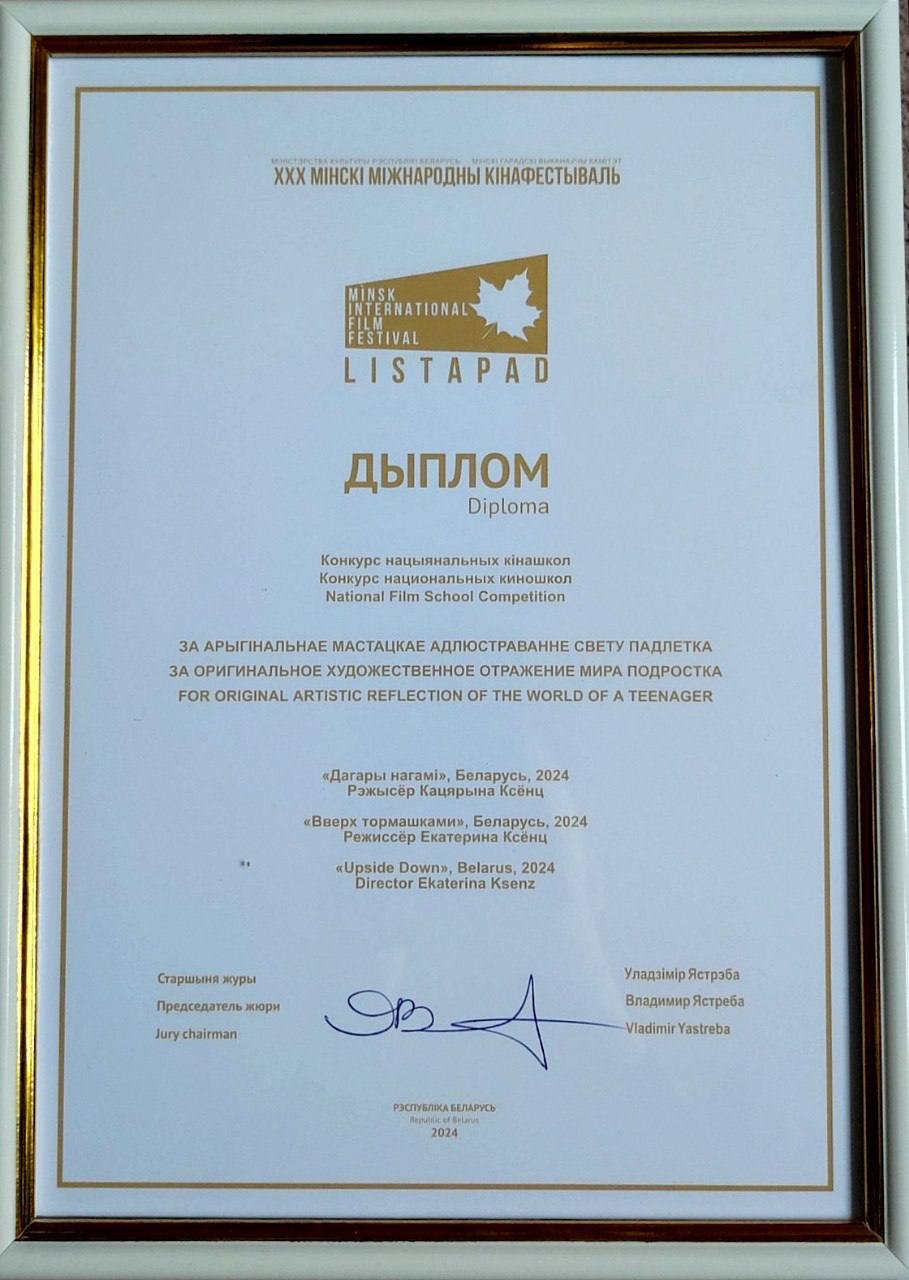 МІНІСТЭРСТВА КУЛЬТУРЫ РЭСПУБЛІКІ БЕЛАРУСЬ МІНСКІ ГАРАДСКІ ВЫКАНАЎЧЫ КАМІТЭТ
XXX МІНСКІ МІЖНАРОДНЫ КІНАФЕСТЫВАЛЬ
MINSK
INTERNATIONAL
FILM
FESTIVAL
LISTAPAD
ДЫПЛОМ
Diploma
Конкурс нацыянальных кінашкол
Конкурс национальных киношкол
National Film School Competition
ЗА АРЫГІНАЛЬНАЕ МАСТАЦКАЕ АДЛЮСТРАВАННЕ СВЕТУ ПАДЛЕТКА
ЗА ОРИГИНАЛЬНОЕ ХУДОЖЕСТВЕННОЕ ОТРАЖЕНИЕ МИРА ПОДРОСТКА
FOR ORIGINAL ARTISTIC REFLECTION OF THE WORLD OF A TEENAGER
«Дагары нагамі», Беларусь, 2024
Рэжысёр Кацярына Ксёнц
«Вверх тормашками», Беларусь, 2024
Режиссёр Екатерина Ксёнц
«Upside Down», Belarus, 2024
Director Ekaterina Ksenz
Старшыня журы Уладзімір Ястрэба
Председатель жюри Владимир Ястреба
Jury chairman Vladimir Yastreba
РЭСПУБЛІКА БЕЛАРУСЬ
Republic of Belarus
2024